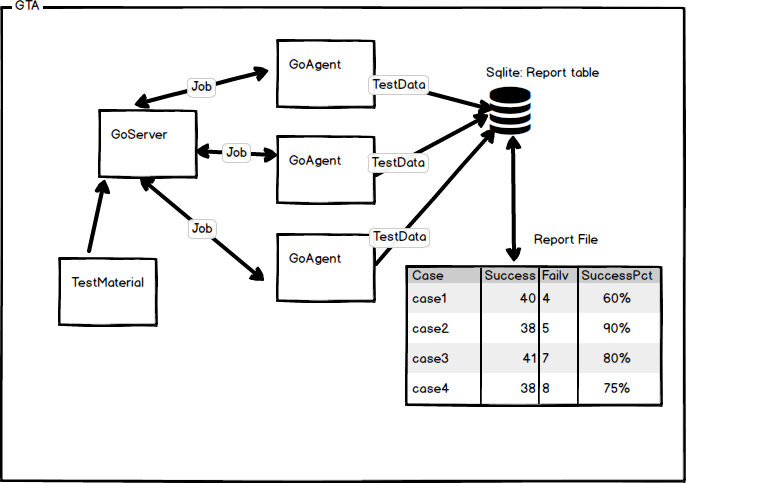 GTA
GoAgent
Job
TestData
Sqlite: Report table
GoServer
Job
GoAgent
TestData
Job
TestData
GoAgent
Report File
TestMaterial
Case Success Failv SuccessPct
case1 40 4 60%
case2 38 5 90%
case3 41 7 80%
case4 38 8 75%